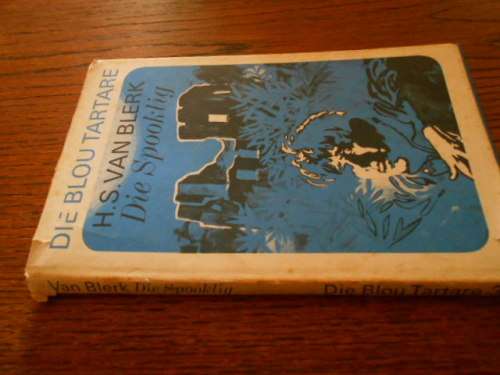 DIE BLOU TARTARE
H.S. VAN BLERK
Die Spooklig
Van Blerk Die Spooklig Die Blou Tartare